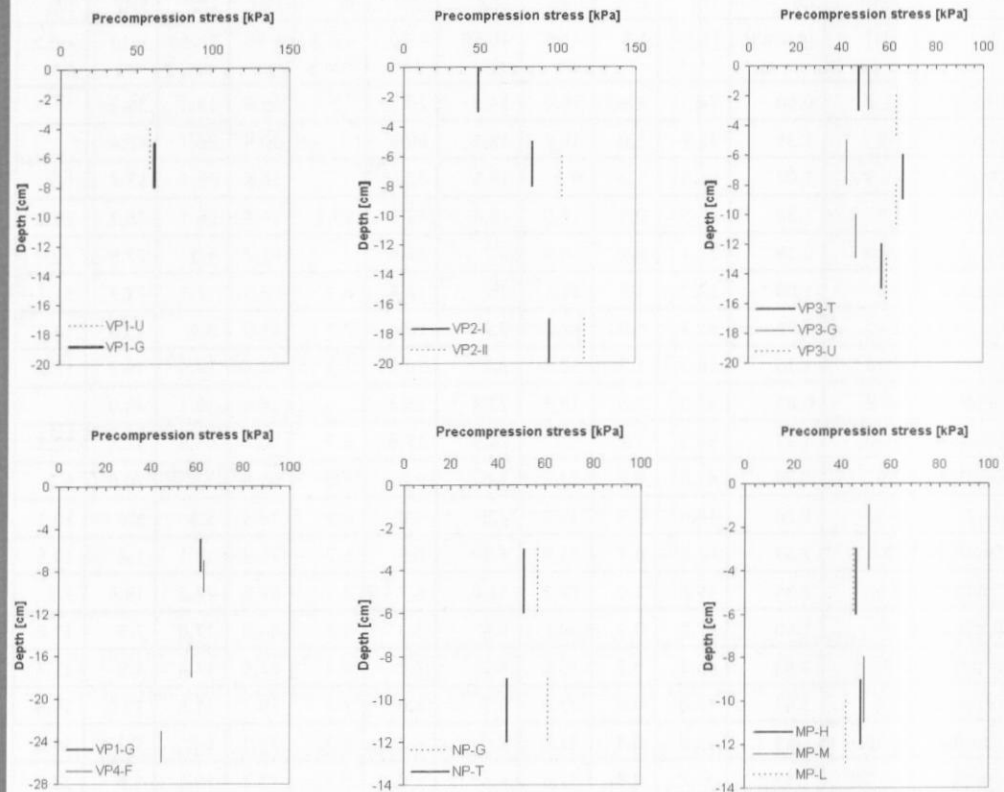 Precompression stress [kPa]
0 50 100 150
0
-2
-4
-6
-8
-10
-12
-14
-16
-18
-20
Depth [cm]
VP1-U
VP1-G
Precompression stress [kPa]
0 50 100 150
0
-2
-4
-6
-8
-10
-12
-14
-16
-18
-20
Depth [cm]
VP2-I
VP2-II
Precompression stress [kPa]
0 20 40 60 80 100
0
-2
-4
-6
-8
-10
-12
-14
-16
-18
-20
Depth [cm]
VP3-T
VP3-G
VP3-U
Precompression stress [kPa]
0 20 40 60 80 100
0
-4
-8
-12
-16
-20
-24
-28
Depth [cm]
VP1-G
VP4-F
Precompression stress [kPa]
0 20 40 60 80 100
0
-2
-4
-6
-8
-10
-12
-14
Depth [cm]
NP-G
NP-T
Precompression stress [kPa]
0 20 40 60 80 100
0
-2
-4
-6
-8
-10
-12
-14
Depth [cm]
MP-H
MP-M
MP-L